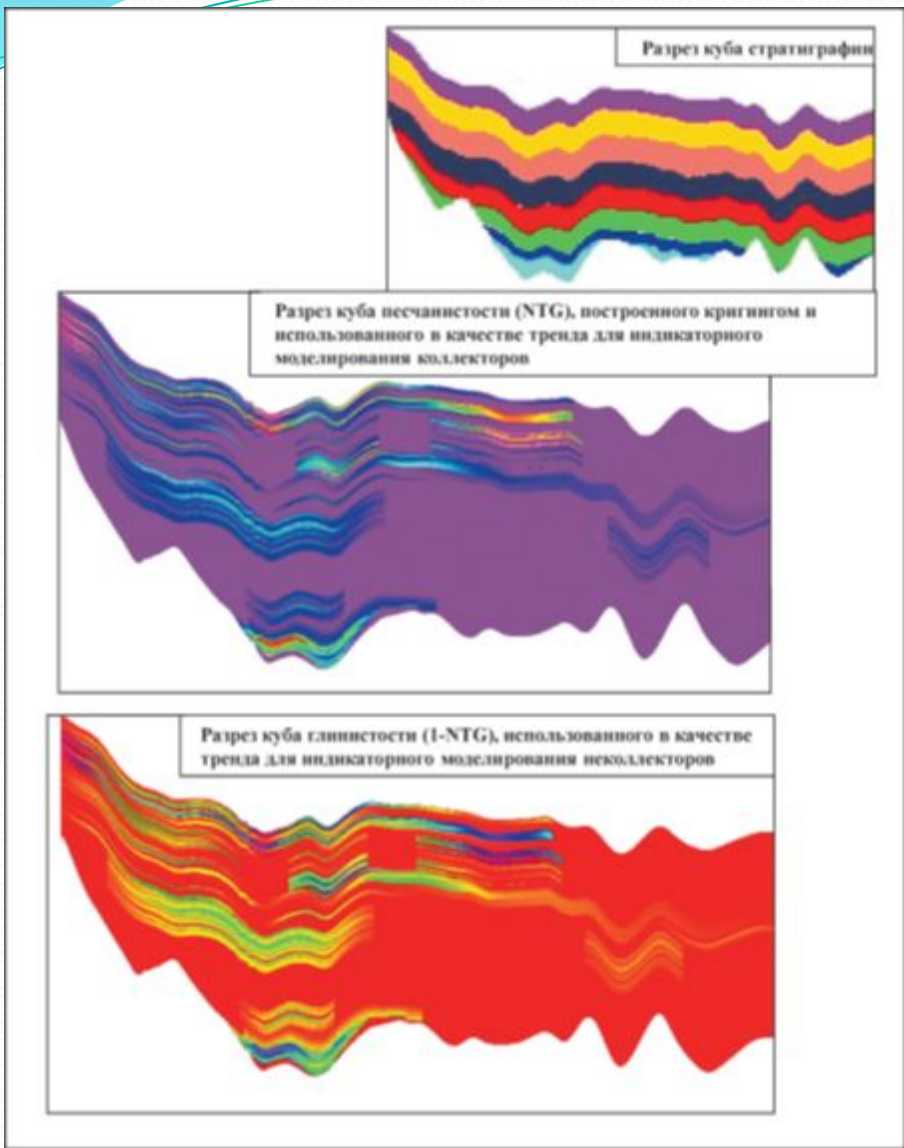 Разрез куба стратиграфии
Разрез куба песчанистости (NTG), построенного кригингом и
использованного в качестве тренда для индикаторного
моделирования коллекторов
Разрез куба глинистости (1-NTG), использованного в качестве
тренда для индикаторного моделирования неколлекторов